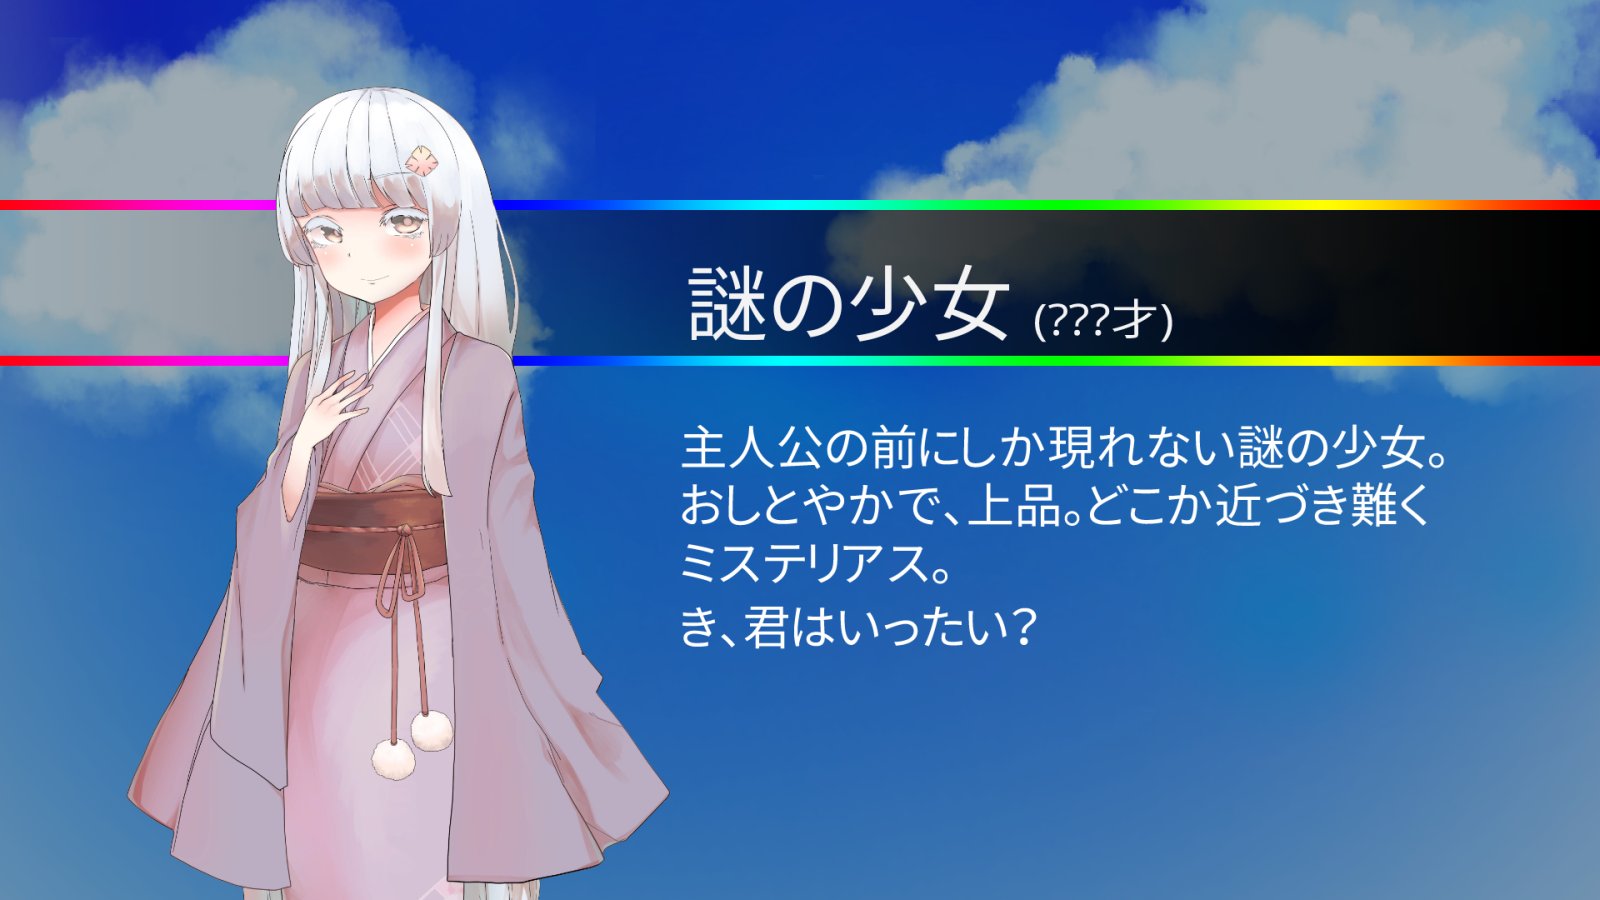 謎の少女 (???才)
主人公の前にしか現れない謎の少女。
おしとやかで、上品。どこか近づき難く
ミステリアス。
き、君はいったい？